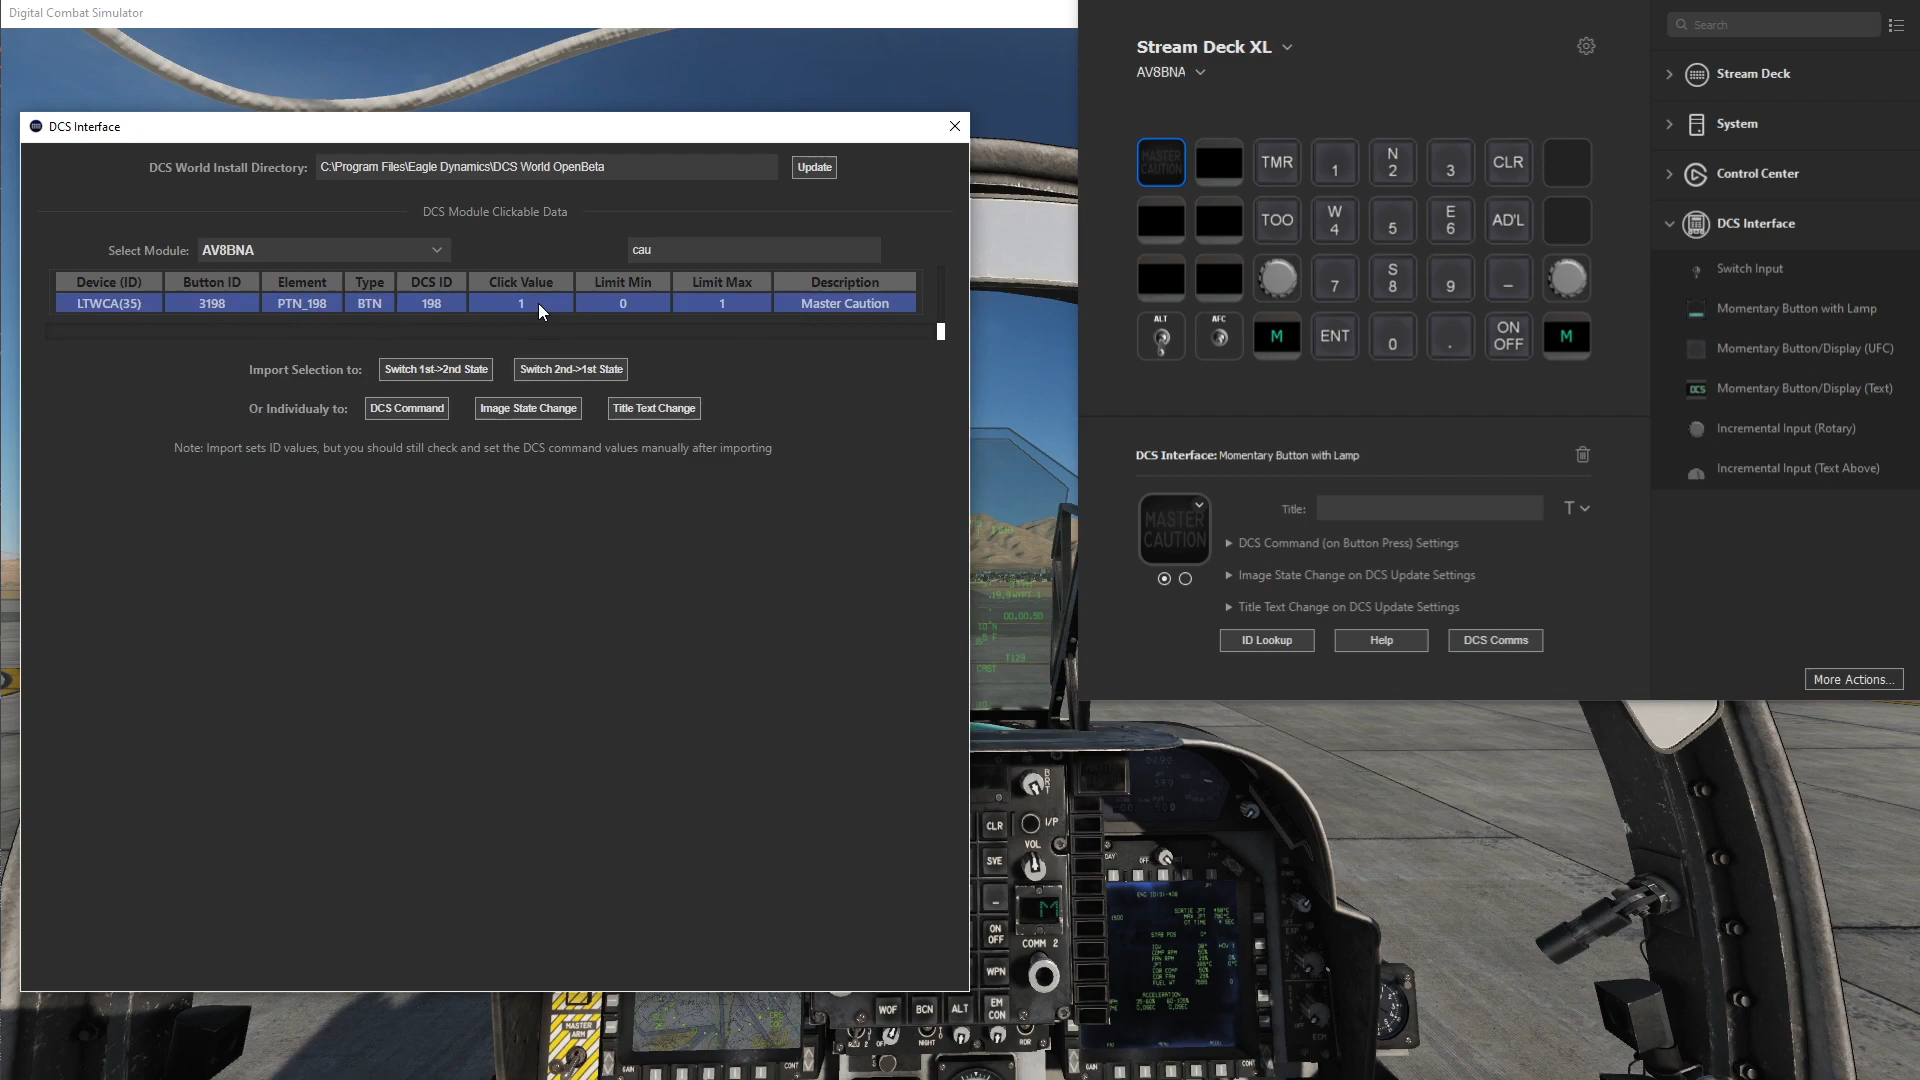 Digital Combat Simulator
DCS Interface
DCS World Install Directory: C:\Program Files\Eagle Dynamics\DCS World OpenBeta Update
DCS Module Clickable Data
Select Module: AV8BNA cau
Device (ID) Button ID Element Type DCS ID Click Value Limit Min Limit Max Description
LTWCA(35) 3198 PTN_198 BTN 198 1 0 1 Master Caution
Import Selection to: Switch 1st->2nd State Switch 2nd->1st State
Or Individualy to: DCS Command Image State Change Title Text Change
Note: Import sets ID values, but you should still check and set the DCS command values manually after importing
Stream Deck XL
AV8BNA
MASTER CAUTION TMR 1 N 2 3 CLR
TOO W 4 5 E 6 AD'L
7 S 8 9 –
ALT AFC M ENT 0 . ON OFF M
DCS Interface: Momentary Button with Lamp
MASTER CAUTION
Title: T
DCS Command (on Button Press) Settings
Image State Change on DCS Update Settings
Title Text Change on DCS Update Settings
ID Lookup Help DCS Comms
Search
Stream Deck
System
Control Center
DCS Interface
Switch Input
Momentary Button with Lamp
Momentary Button/Display (UFC)
DCS Momentary Button/Display (Text)
Incremental Input (Rotary)
Incremental Input (Text Above)
More Actions...
BRT
CLR I/P
VOL
SVE
–
M
ON OFF
COMM 2
WPN
WOF BCN ALT EM CON
MASTER ARM
NIGHT
GAIN CONT GAIN CONT
DAY OFF